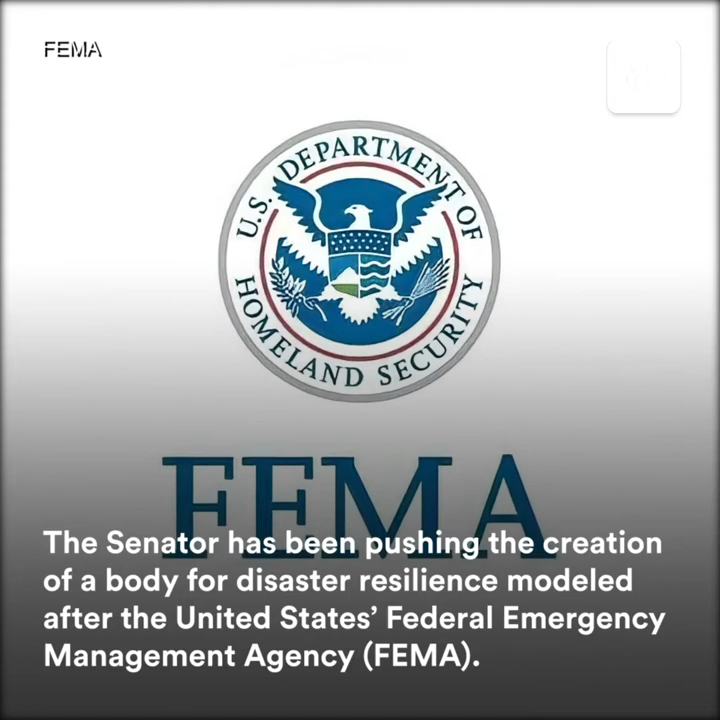 FEMA
U.S. DEPARTMENT OF
HOMELAND SECURITY
FEMA
The Senator has been pushing the creation
of a body for disaster resilience modeled
after the United States’ Federal Emergency
Management Agency (FEMA).